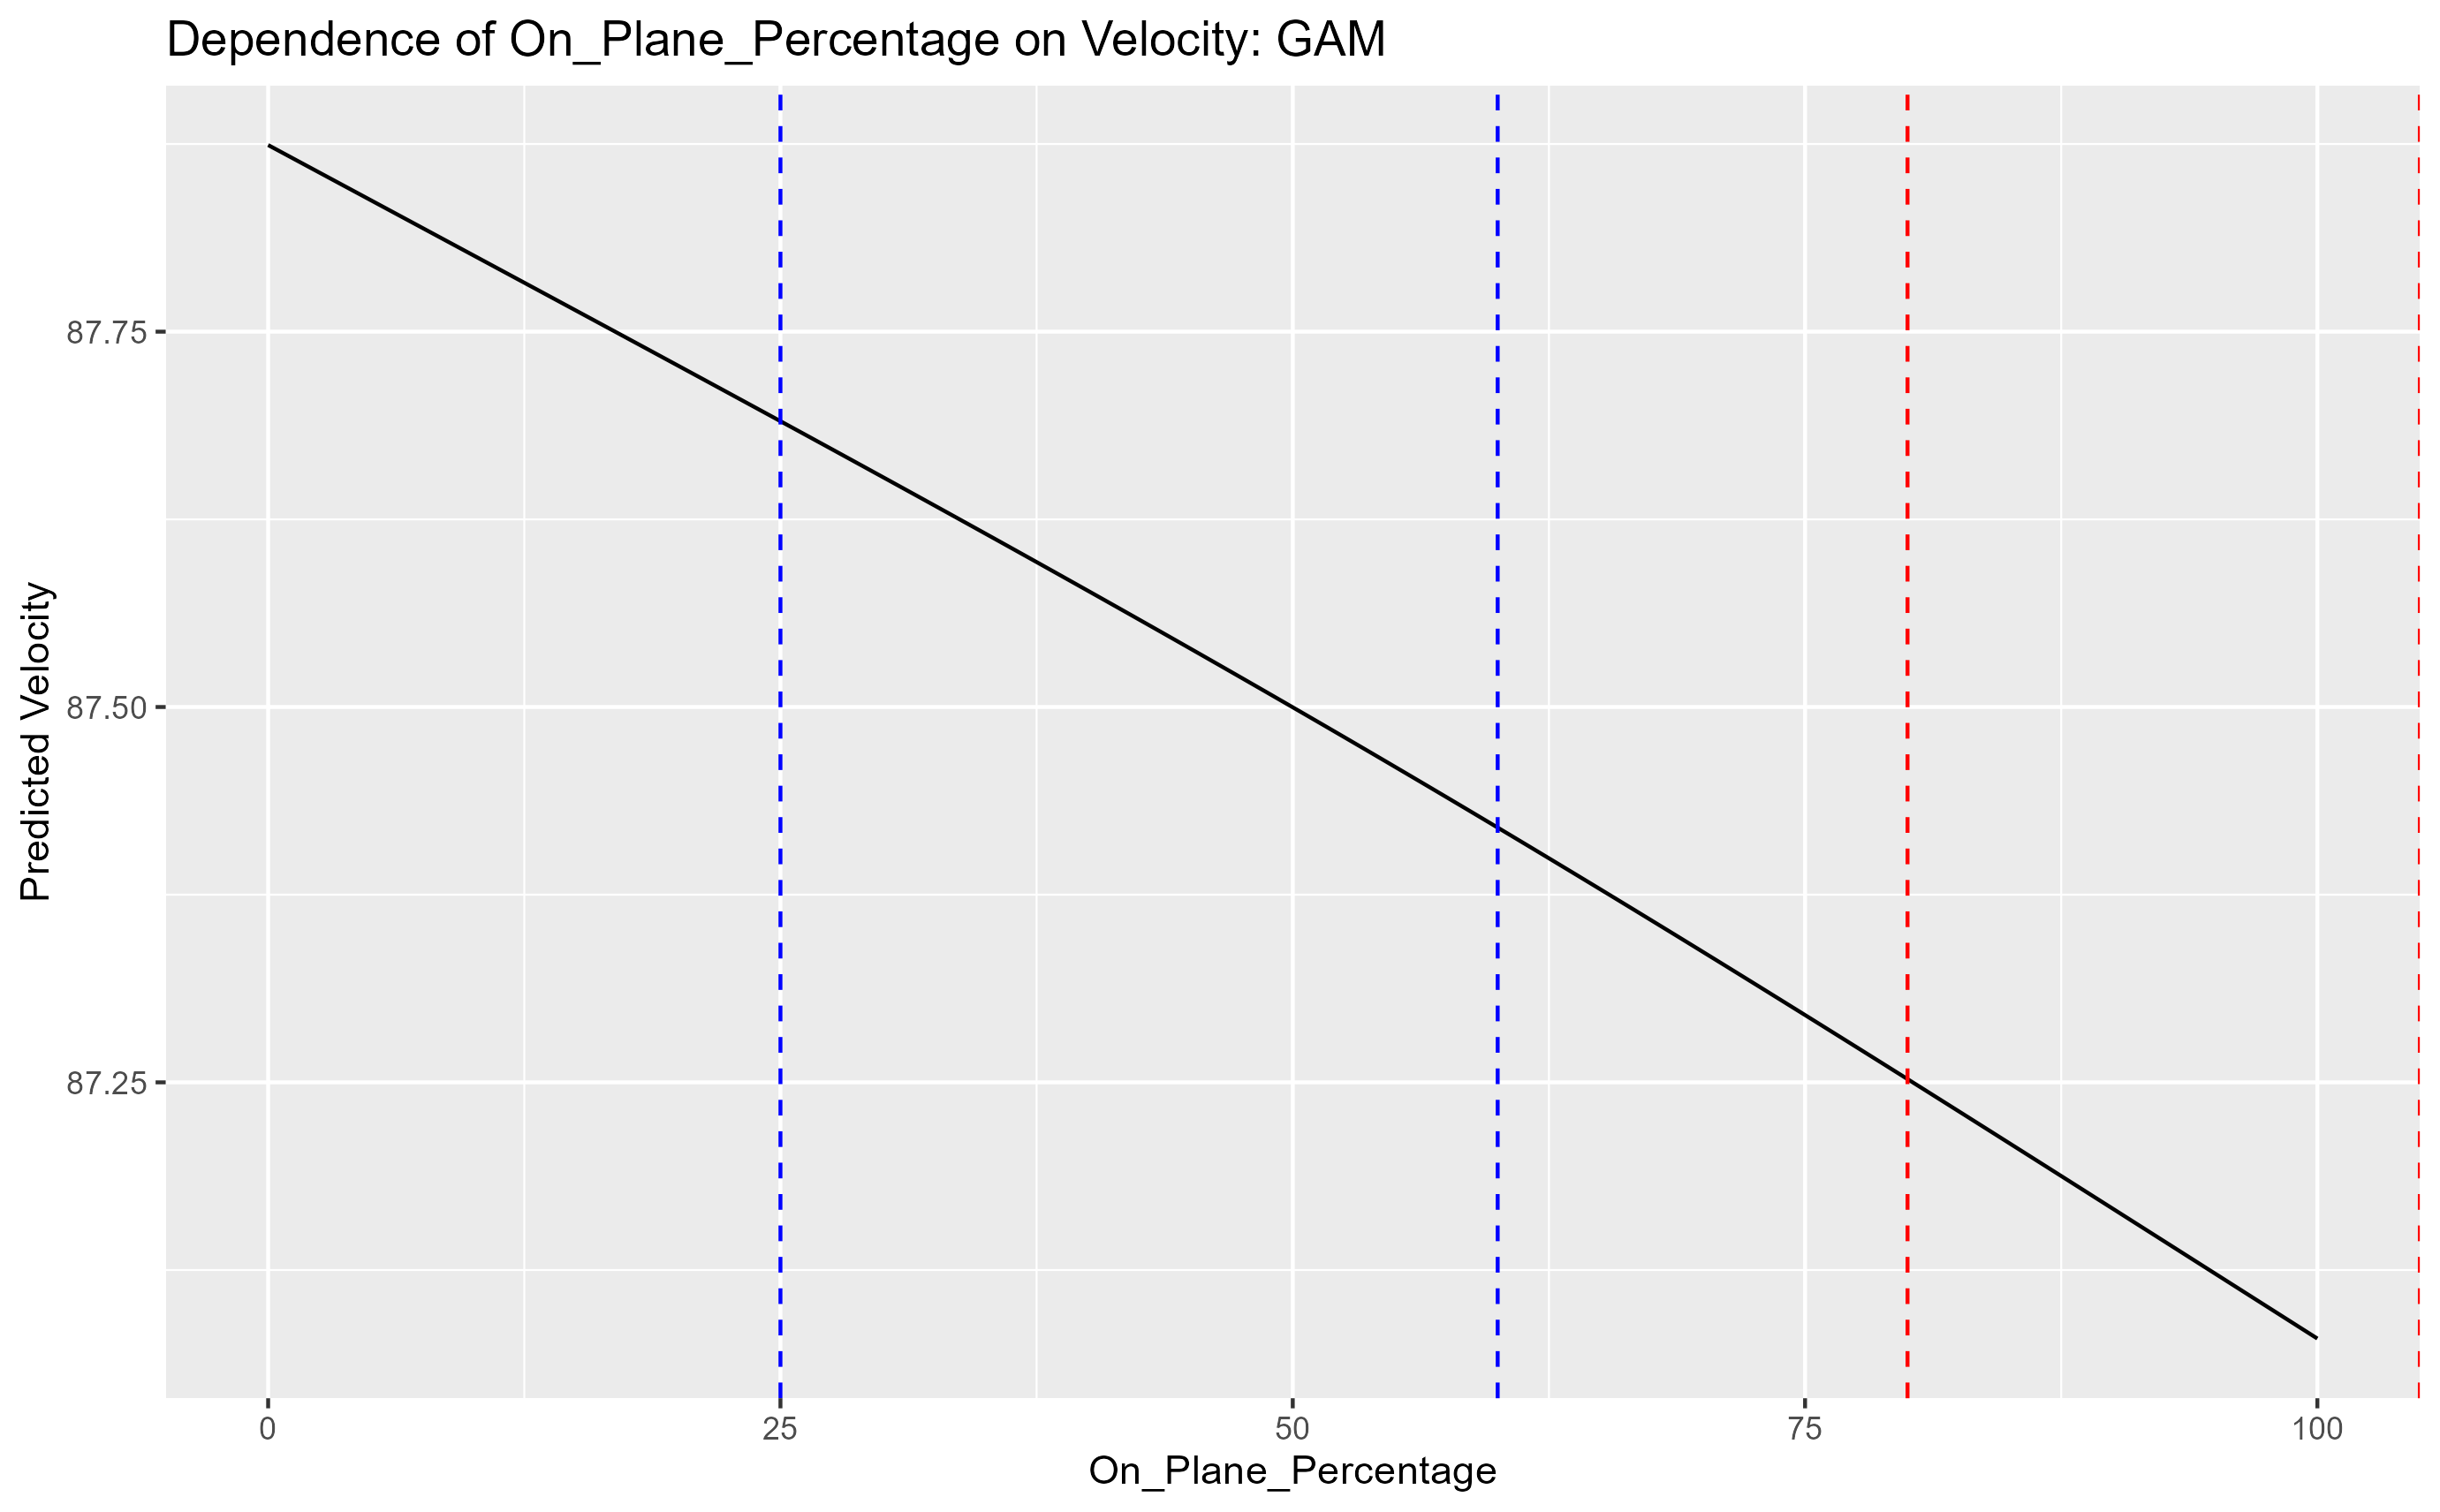 Dependence of On_Plane_Percentage on Velocity: GAM
Predicted Velocity
87.75
87.50
87.25
0 25 50 75 100
On_Plane_Percentage